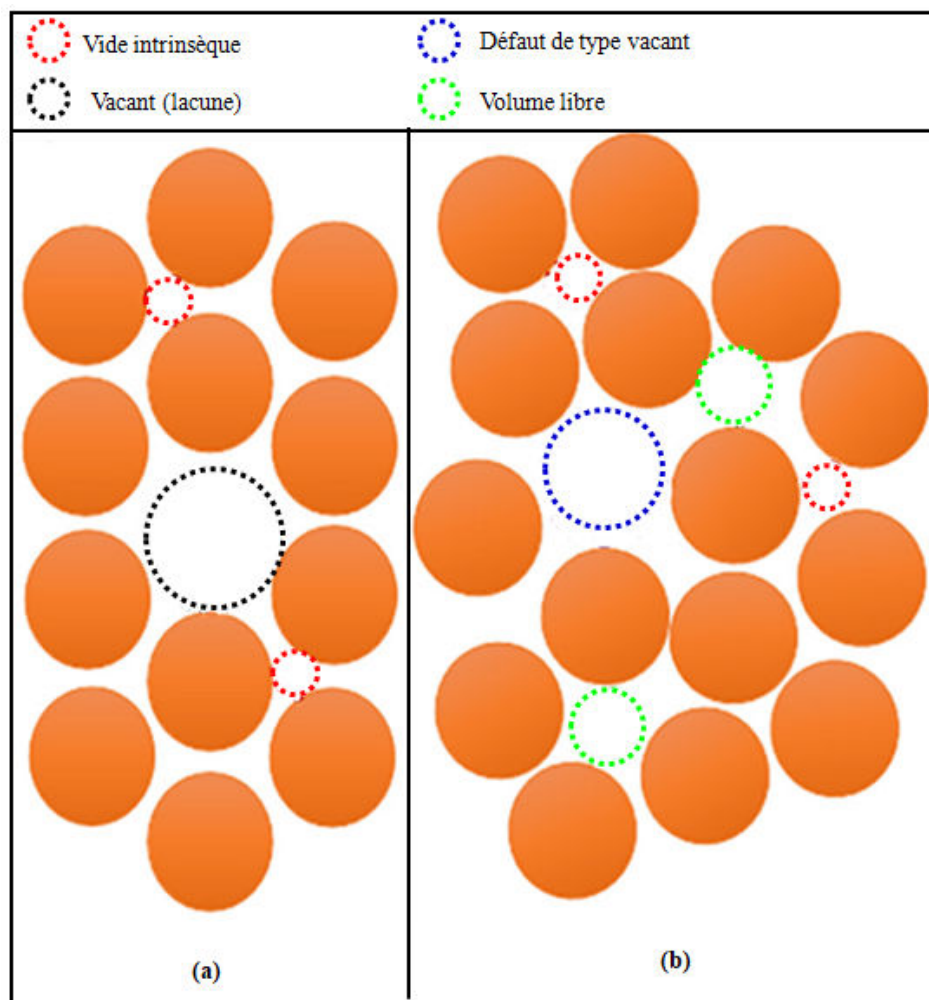 Vide intrinsèque
Défaut de type vacant
Vacant (lacune)
Volume libre
(a)
(b)